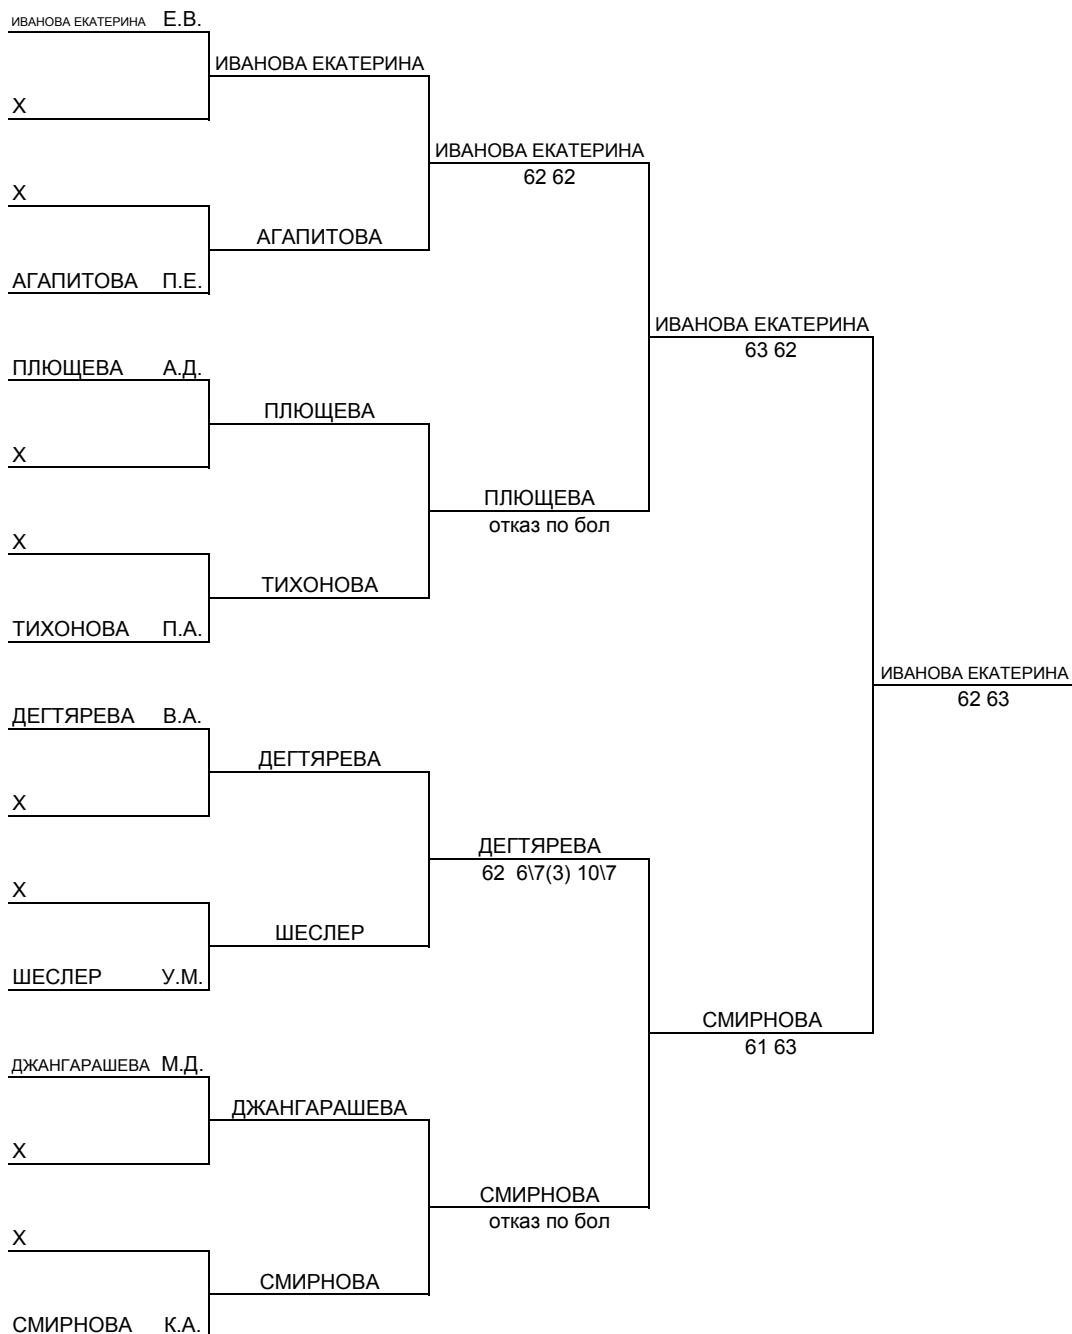 ИВАНОВА ЕКАТЕРИНА Е.В.
ИВАНОВА ЕКАТЕРИНА
X
ИВАНОВА ЕКАТЕРИНА
62 62
X
АГАПИТОВА
АГАПИТОВА П.Е.
ИВАНОВА ЕКАТЕРИНА
63 62
ПЛЮЩЕВА А.Д.
ПЛЮЩЕВА
X
ПЛЮЩЕВА
отказ по бол
X
ТИХОНОВА
ТИХОНОВА П.А.
ИВАНОВА ЕКАТЕРИНА
62 63
ДЕГТЯРЕВА В.А.
ДЕГТЯРЕВА
X
ДЕГТЯРЕВА
62 6\7(3) 10\7
X
ШЕСЛЕР
ШЕСЛЕР У.М.
СМИРНОВА
61 63
ДЖАНГАРАШЕВА М.Д.
ДЖАНГАРАШЕВА
X
СМИРНОВА
отказ по бол
X
СМИРНОВА
СМИРНОВА К.А.